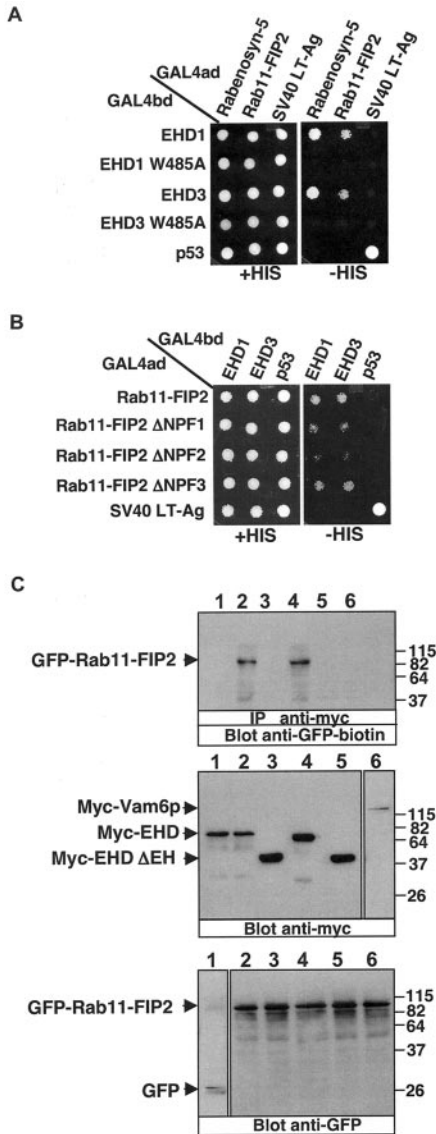 A
GAL4ad
GAL4bd
Rabenosyn-5
Rab11-FIP2
SV40 LT-Ag
Rabenosyn-5
Rab11-FIP2
SV40 LT-Ag
EHD1
EHD1 W485A
EHD3
EHD3 W485A
p53
+HIS
-HIS
B
GAL4bd
GAL4ad
EHD1
EHD3
p53
EHD1
EHD3
p53
Rab11-FIP2
Rab11-FIP2 ΔNPF1
Rab11-FIP2 ΔNPF2
Rab11-FIP2 ΔNPF3
SV40 LT-Ag
+HIS
-HIS
C
1 2 3 4 5 6
GFP-Rab11-FIP2
115
82
64
37
IP anti-myc
Blot anti-GFP-biotin
1 2 3 4 5 6
Myc-Vam6p
Myc-EHD
Myc-EHD ΔEH
115
82
64
37
26
Blot anti-myc
1 2 3 4 5 6
GFP-Rab11-FIP2
GFP
115
82
64
37
26
Blot anti-GFP